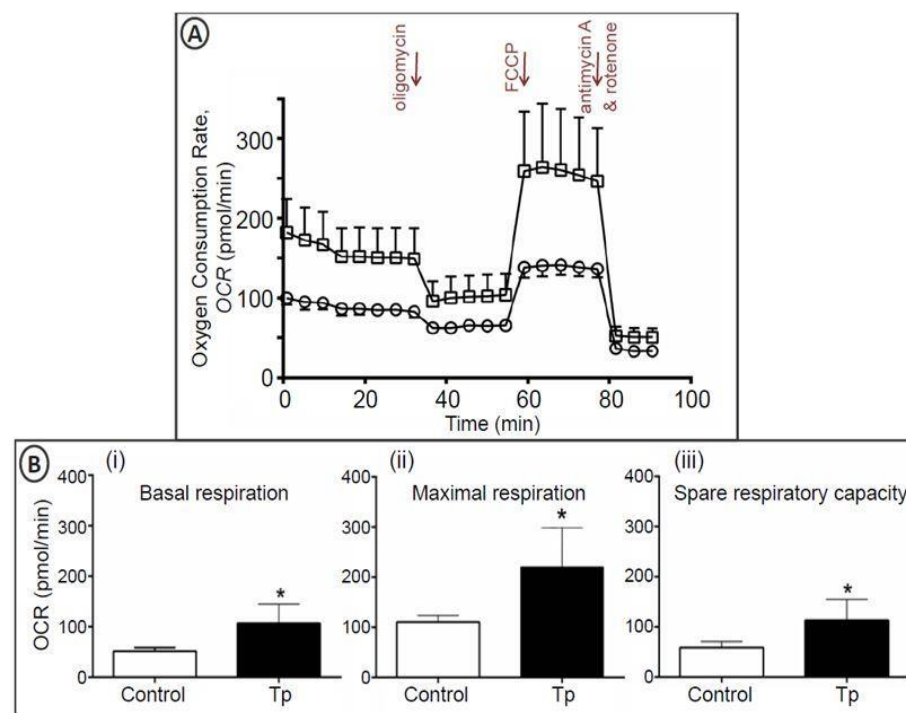 A
oligomycin
FCCP
antimycin A
& rotenone
Oxygen Consumption Rate,
OCR (pmol/min)
350
200
100
0
0
20
40
60
80
100
Time (min)
B
(i)
Basal respiration
OCR (pmol/min)
400
300
200
100
0
*
Control
Tp
(ii)
Maximal respiration
400
300
200
100
0
*
Control
Tp
(iii)
Spare respiratory capacity
400
300
200
100
0
*
Control
Tp